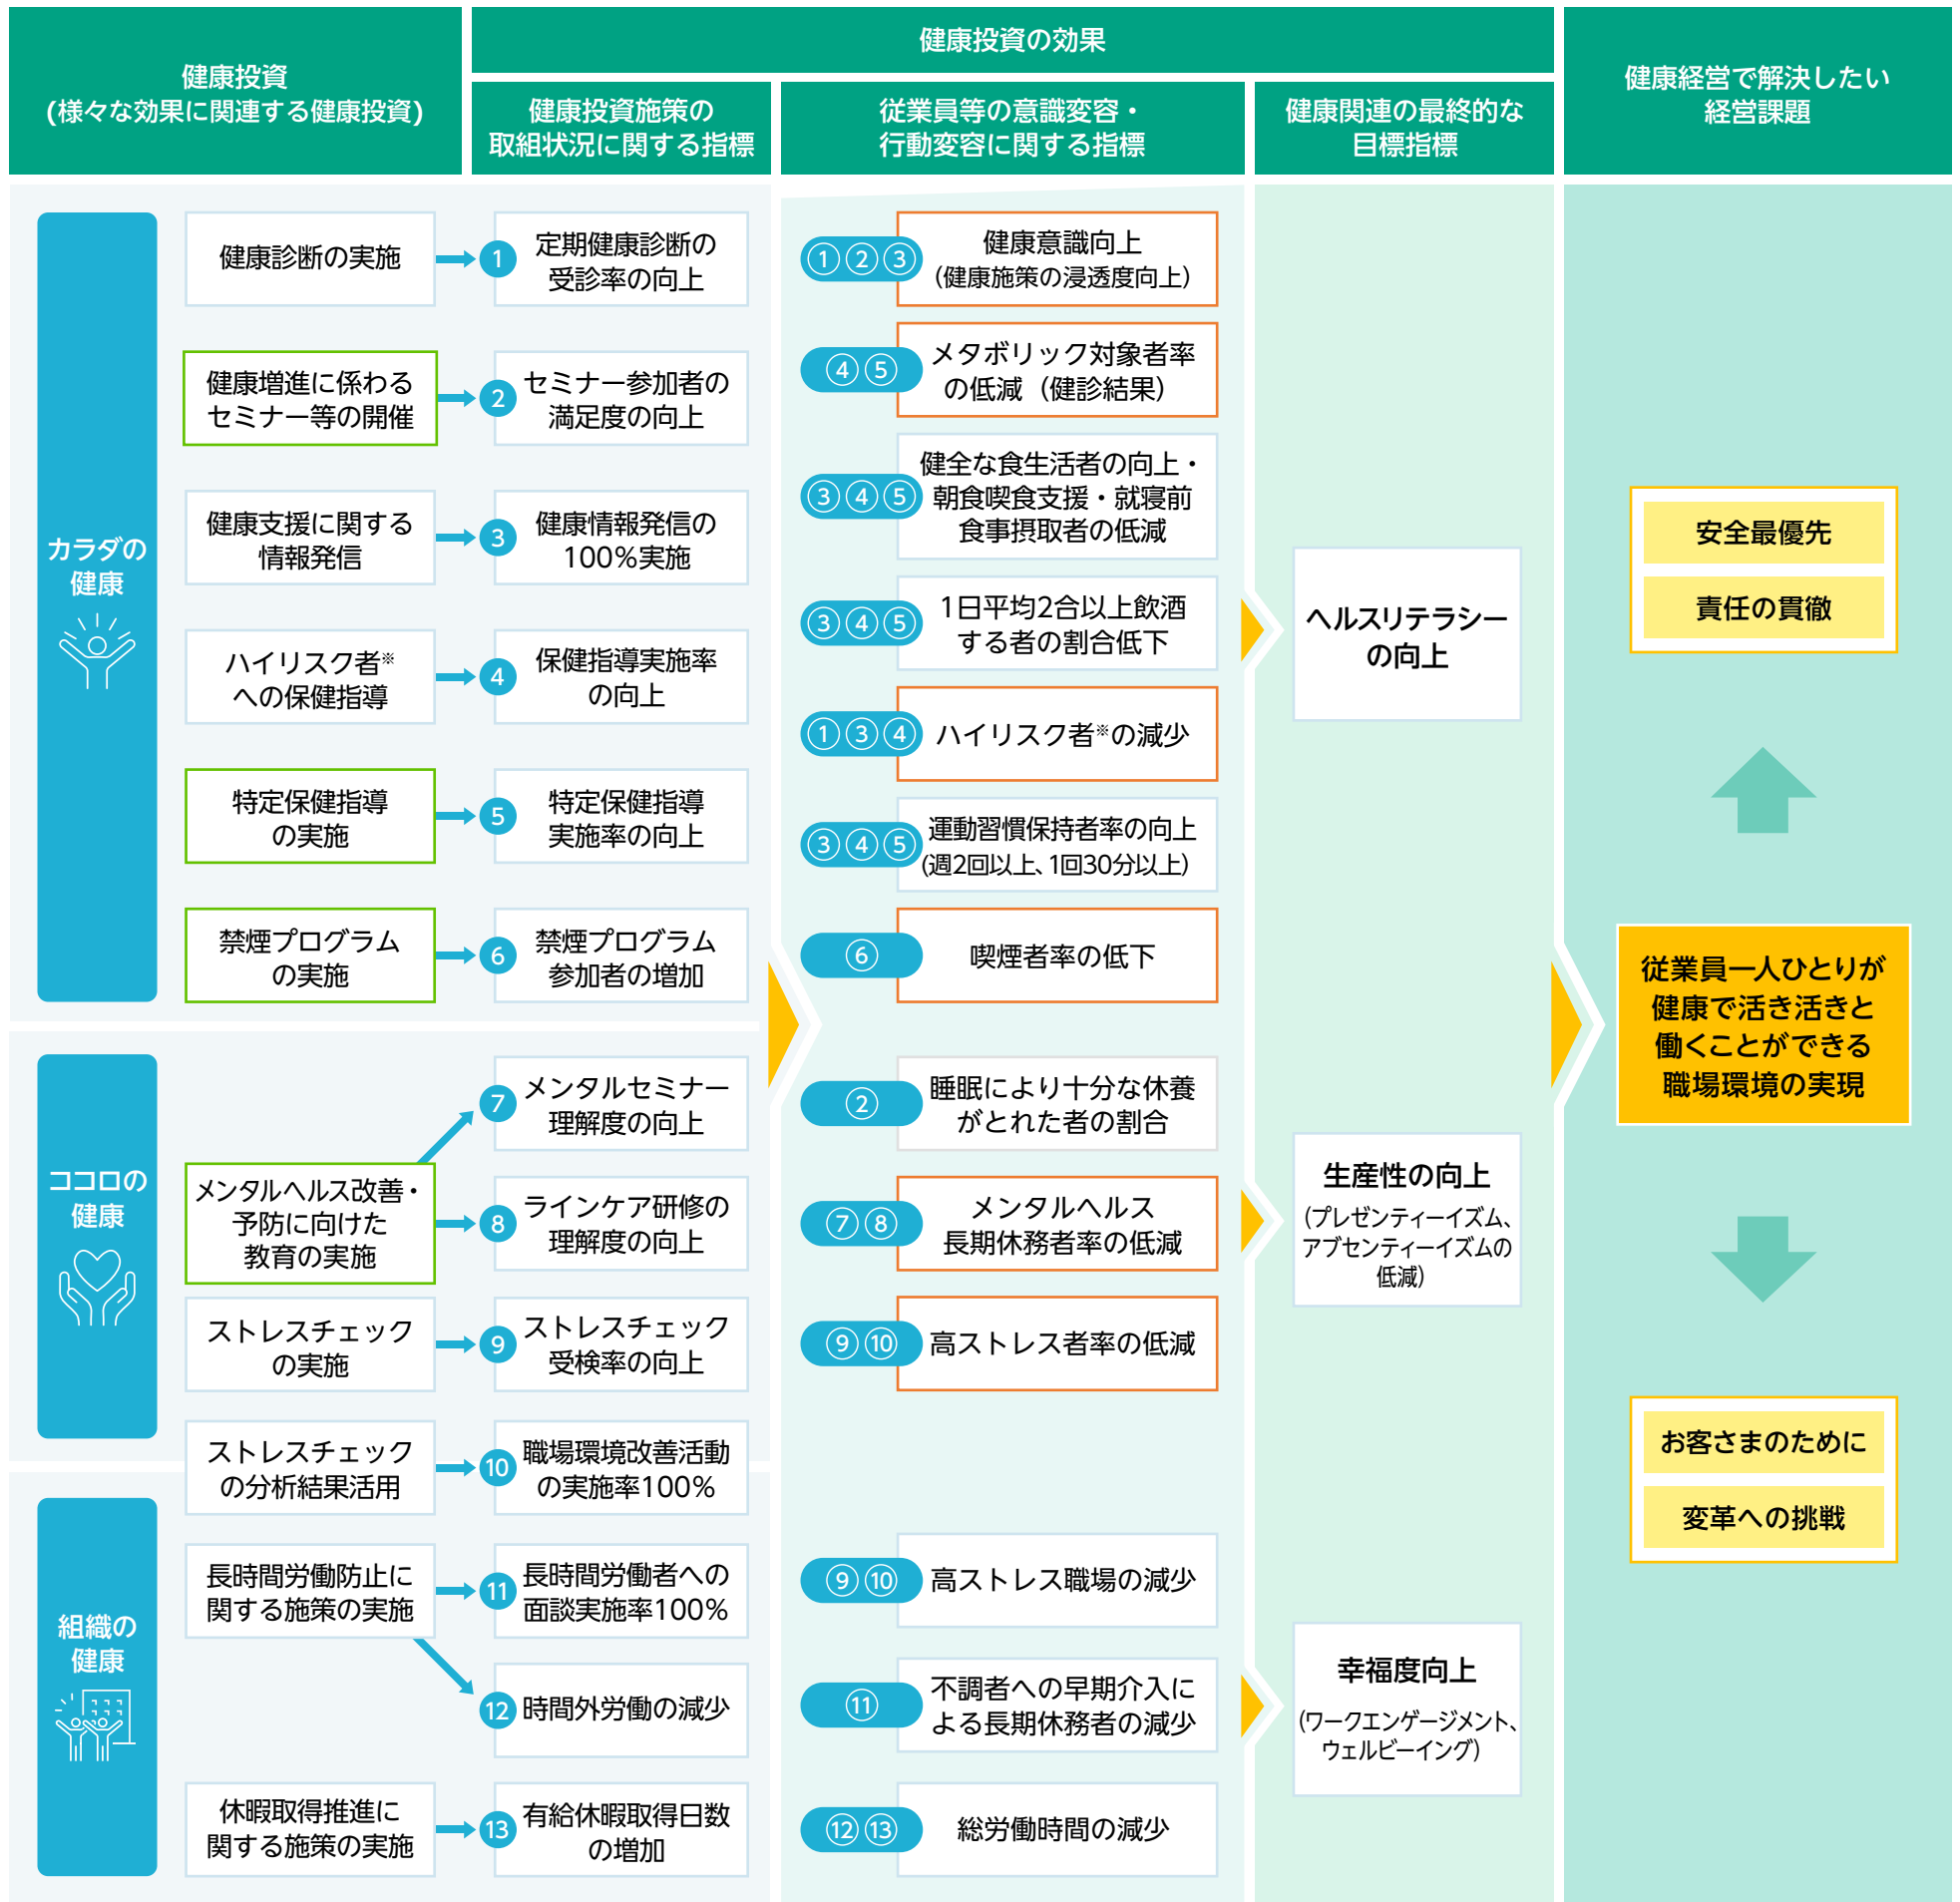 健康投資
(様々な効果に関連する健康投資)
健康投資の効果
健康投資施策の
取組状況に関する指標
従業員等の意識変容・
行動変容に関する指標
健康関連の最終的な
目標指標
健康経営で解決したい
経営課題
カラダの
健康
健康診断の実施
健康増進に係わる
セミナー等の開催
健康支援に関する
情報発信
ハイリスク者※
への保健指導
特定保健指導
の実施
禁煙プログラム
の実施
1
定期健康診断の
受診率の向上
2
セミナー参加者の
満足度の向上
3
健康情報発信の
100%実施
4
保健指導実施率
の向上
5
特定保健指導
実施率の向上
6
禁煙プログラム
参加者の増加
ココロの
健康
メンタルヘルス改善・
予防に向けた
教育の実施
ストレスチェック
の実施
ストレスチェック
の分析結果活用
7
メンタルセミナー
理解度の向上
8
ラインケア研修の
理解度の向上
9
ストレスチェック
受検率の向上
10
職場環境改善活動
の実施率100%
組織の
健康
長時間労働防止に
関する施策の実施
休暇取得推進に
関する施策の実施
11
長時間労働者への
面談実施率100%
12
時間外労働の減少
13
有給休暇取得日数
の増加
①②③
健康意識向上
(健康施策の浸透度向上)
④⑤
メタボリック対象者率
の低減（健診結果）
③④⑤
健全な食生活者の向上・
朝食喫食支援・就寝前
食事摂取者の低減
③④⑤
1日平均2合以上飲酒
する者の割合低下
①③④
ハイリスク者※の減少
③④⑤
運動習慣保持者率の向上
(週2回以上、1回30分以上)
⑥
喫煙者率の低下
②
睡眠により十分な休養
がとれた者の割合
⑦⑧
メンタルヘルス
長期休務者率の低減
⑨⑩
高ストレス者率の低減
⑨⑩
高ストレス職場の減少
⑪
不調者への早期介入に
よる長期休務者の減少
⑫⑬
総労働時間の減少
ヘルスリテラシー
の向上
生産性の向上
(プレゼンティーイズム、
アブセンティーイズムの
低減)
幸福度向上
(ワークエンゲージメント、
ウェルビーイング)
安全最優先
責任の貫徹
従業員一人ひとりが
健康で活き活きと
働くことができる
職場環境の実現
お客さまのために
変革への挑戦